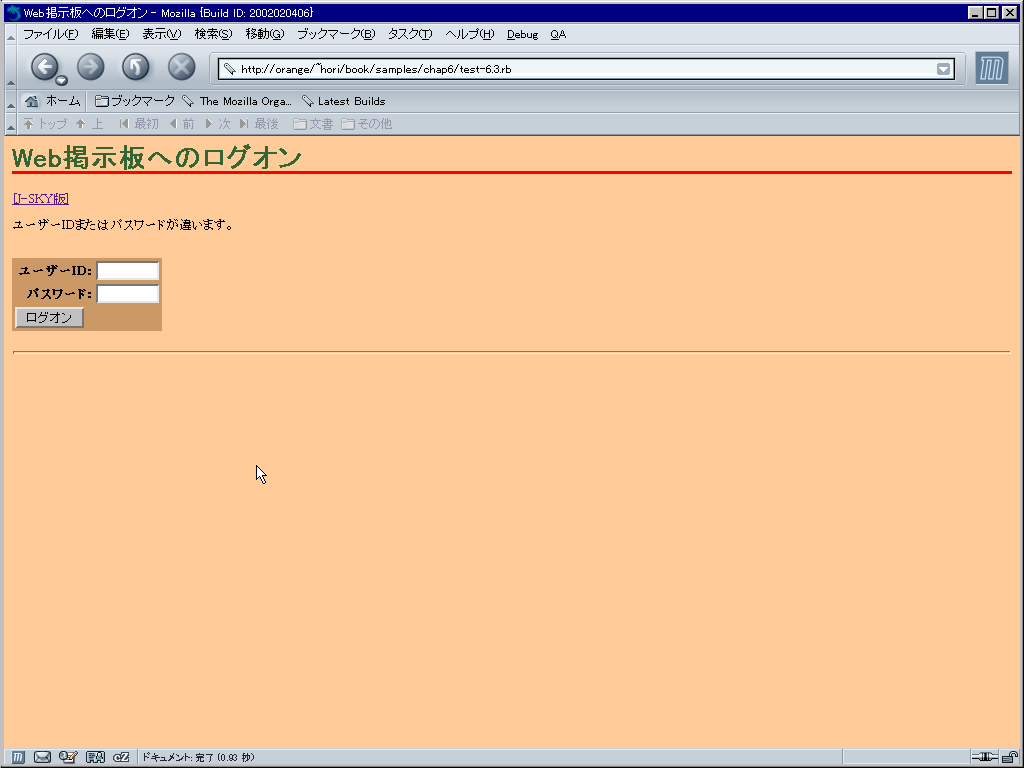 Web掲示板へのログオン - Mozilla {Build ID: 2002020406}
ファイル(F) 編集(E) 表示(V) 検索(S) 移動(G) ブックマーク(B) タスク(T) ヘルプ(H) Debug QA
http://orange/~hori/book/samples/chap6/test-6.3.rb
ホーム ブックマーク The Mozilla Orga... Latest Builds
トップ 上 最初 前 次 最後 文書 その他
Web掲示板へのログオン
[J-SKY版]
ユーザーIDまたはパスワードが違います。
ユーザーID:
パスワード:
ログオン
ドキュメント: 完了 (0.93 秒)